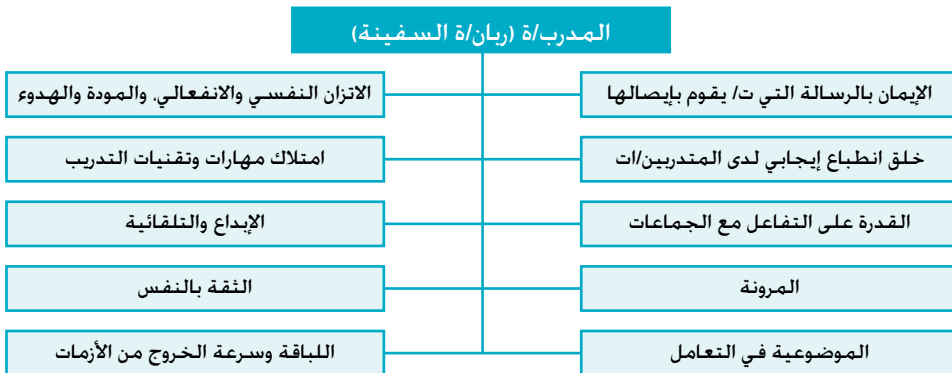 المدرب/ة (ربان/ة السفينة)
الإيمان بالرسالة التي ت/ يقوم بإيصالها
الاتزان النفسي والانفعالي، والمودة والهدوء
خلق انطباع إيجابي لدى المتدربين/ات
امتلاك مهارات وتقنيات التدريب
القدرة على التفاعل مع الجماعات
الإبداع والتلقائية
المرونة
الثقة بالنفس
الموضوعية في التعامل
اللباقة وسرعة الخروج من الأزمات